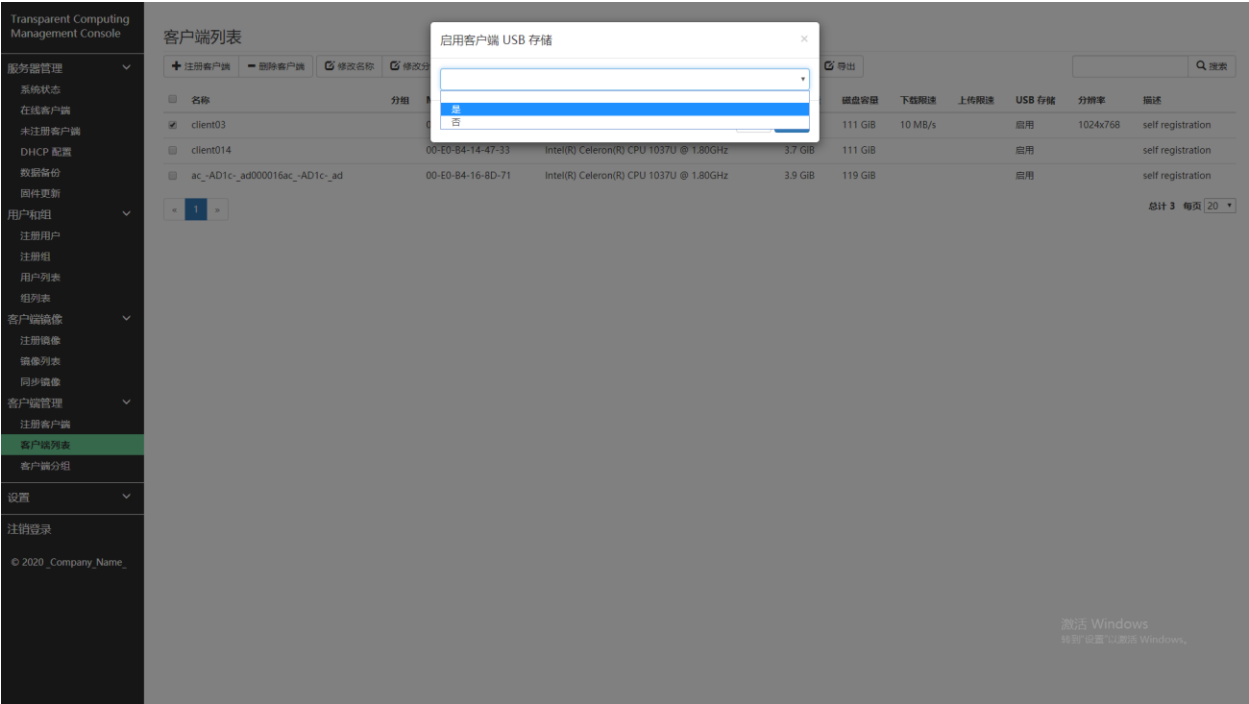 Transparent Computing
Management Console
服务器管理
系统状态
在线客户端
未注册客户端
DHCP 配置
数据备份
固件更新
用户和组
注册用户
注册组
用户列表
组列表
客户端镜像
注册镜像
镜像列表
同步镜像
客户端管理
注册客户端
客户端列表
客户端分组
设置
注销登录
© 2020 _Company_Name_
客户端列表
注册客户端 删除客户端 修改名称 修改分 导出 搜索
启用客户端 USB 存储 ×
是
否
名称 分组 磁盘容量 下载限速 上传限速 USB 存储 分辨率 描述
client03 111 GiB 10 MB/s 启用 1024x768 self registration
client014 00-E0-B4-14-47-33 Intel(R) Celeron(R) CPU 1037U @ 1.80GHz 3.7 GiB 111 GiB 启用 self registration
ac_-AD1c-_ad000016ac_-AD1c-_ad 00-E0-B4-16-8D-71 Intel(R) Celeron(R) CPU 1037U @ 1.80GHz 3.9 GiB 119 GiB 启用 self registration
« 1 » 总计 3 每页 20
激活 Windows
转到"设置"以激活 Windows。